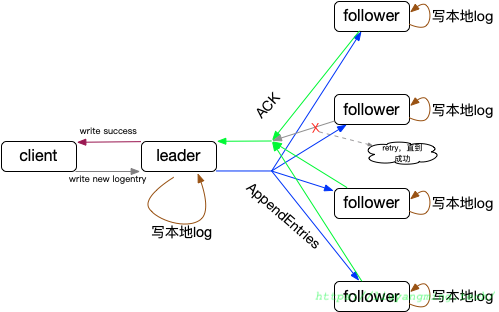 follower
写本地log
ACK
follower
写本地log
retry，直到
成功
write success
client
leader
write new logentry
写本地log
AppendEntries
follower
写本地log
follower
写本地log